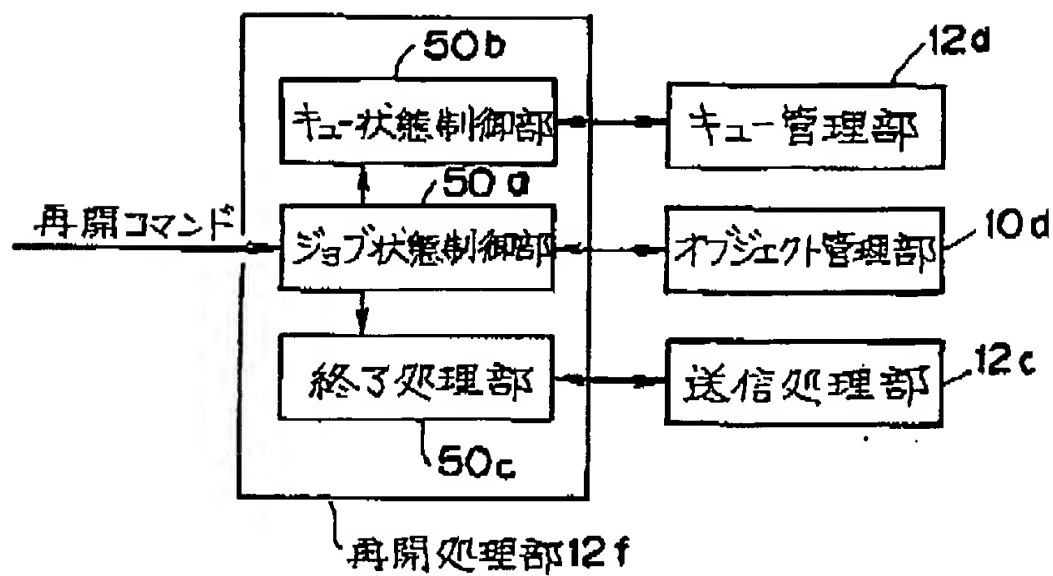 50b
12a
キュー状態制御部
キュー管理部
50a
再開コマンド
ジョブ状態制御部
オブジェクト管理部
10d
終了処理部
送信処理部
12c
50c
再開処理部12f